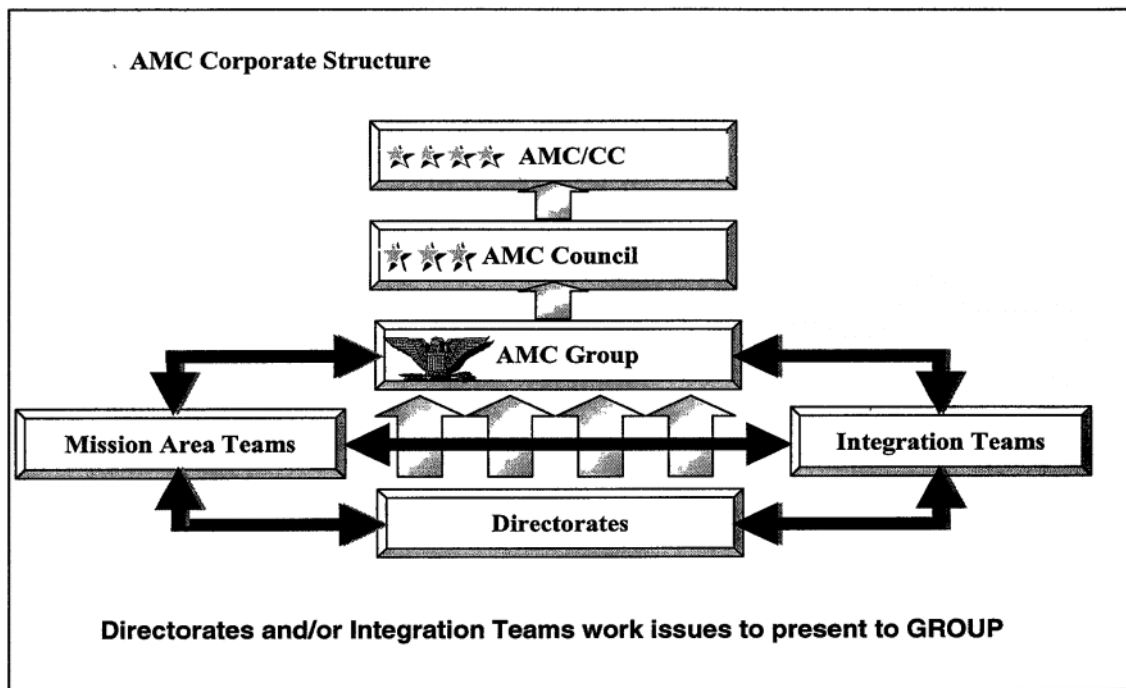 AMC Corporate Structure
AMC/CC
AMC Council
AMC Group
Mission Area Teams
Integration Teams
Directorates
Directorates and/or Integration Teams work issues to present to GROUP